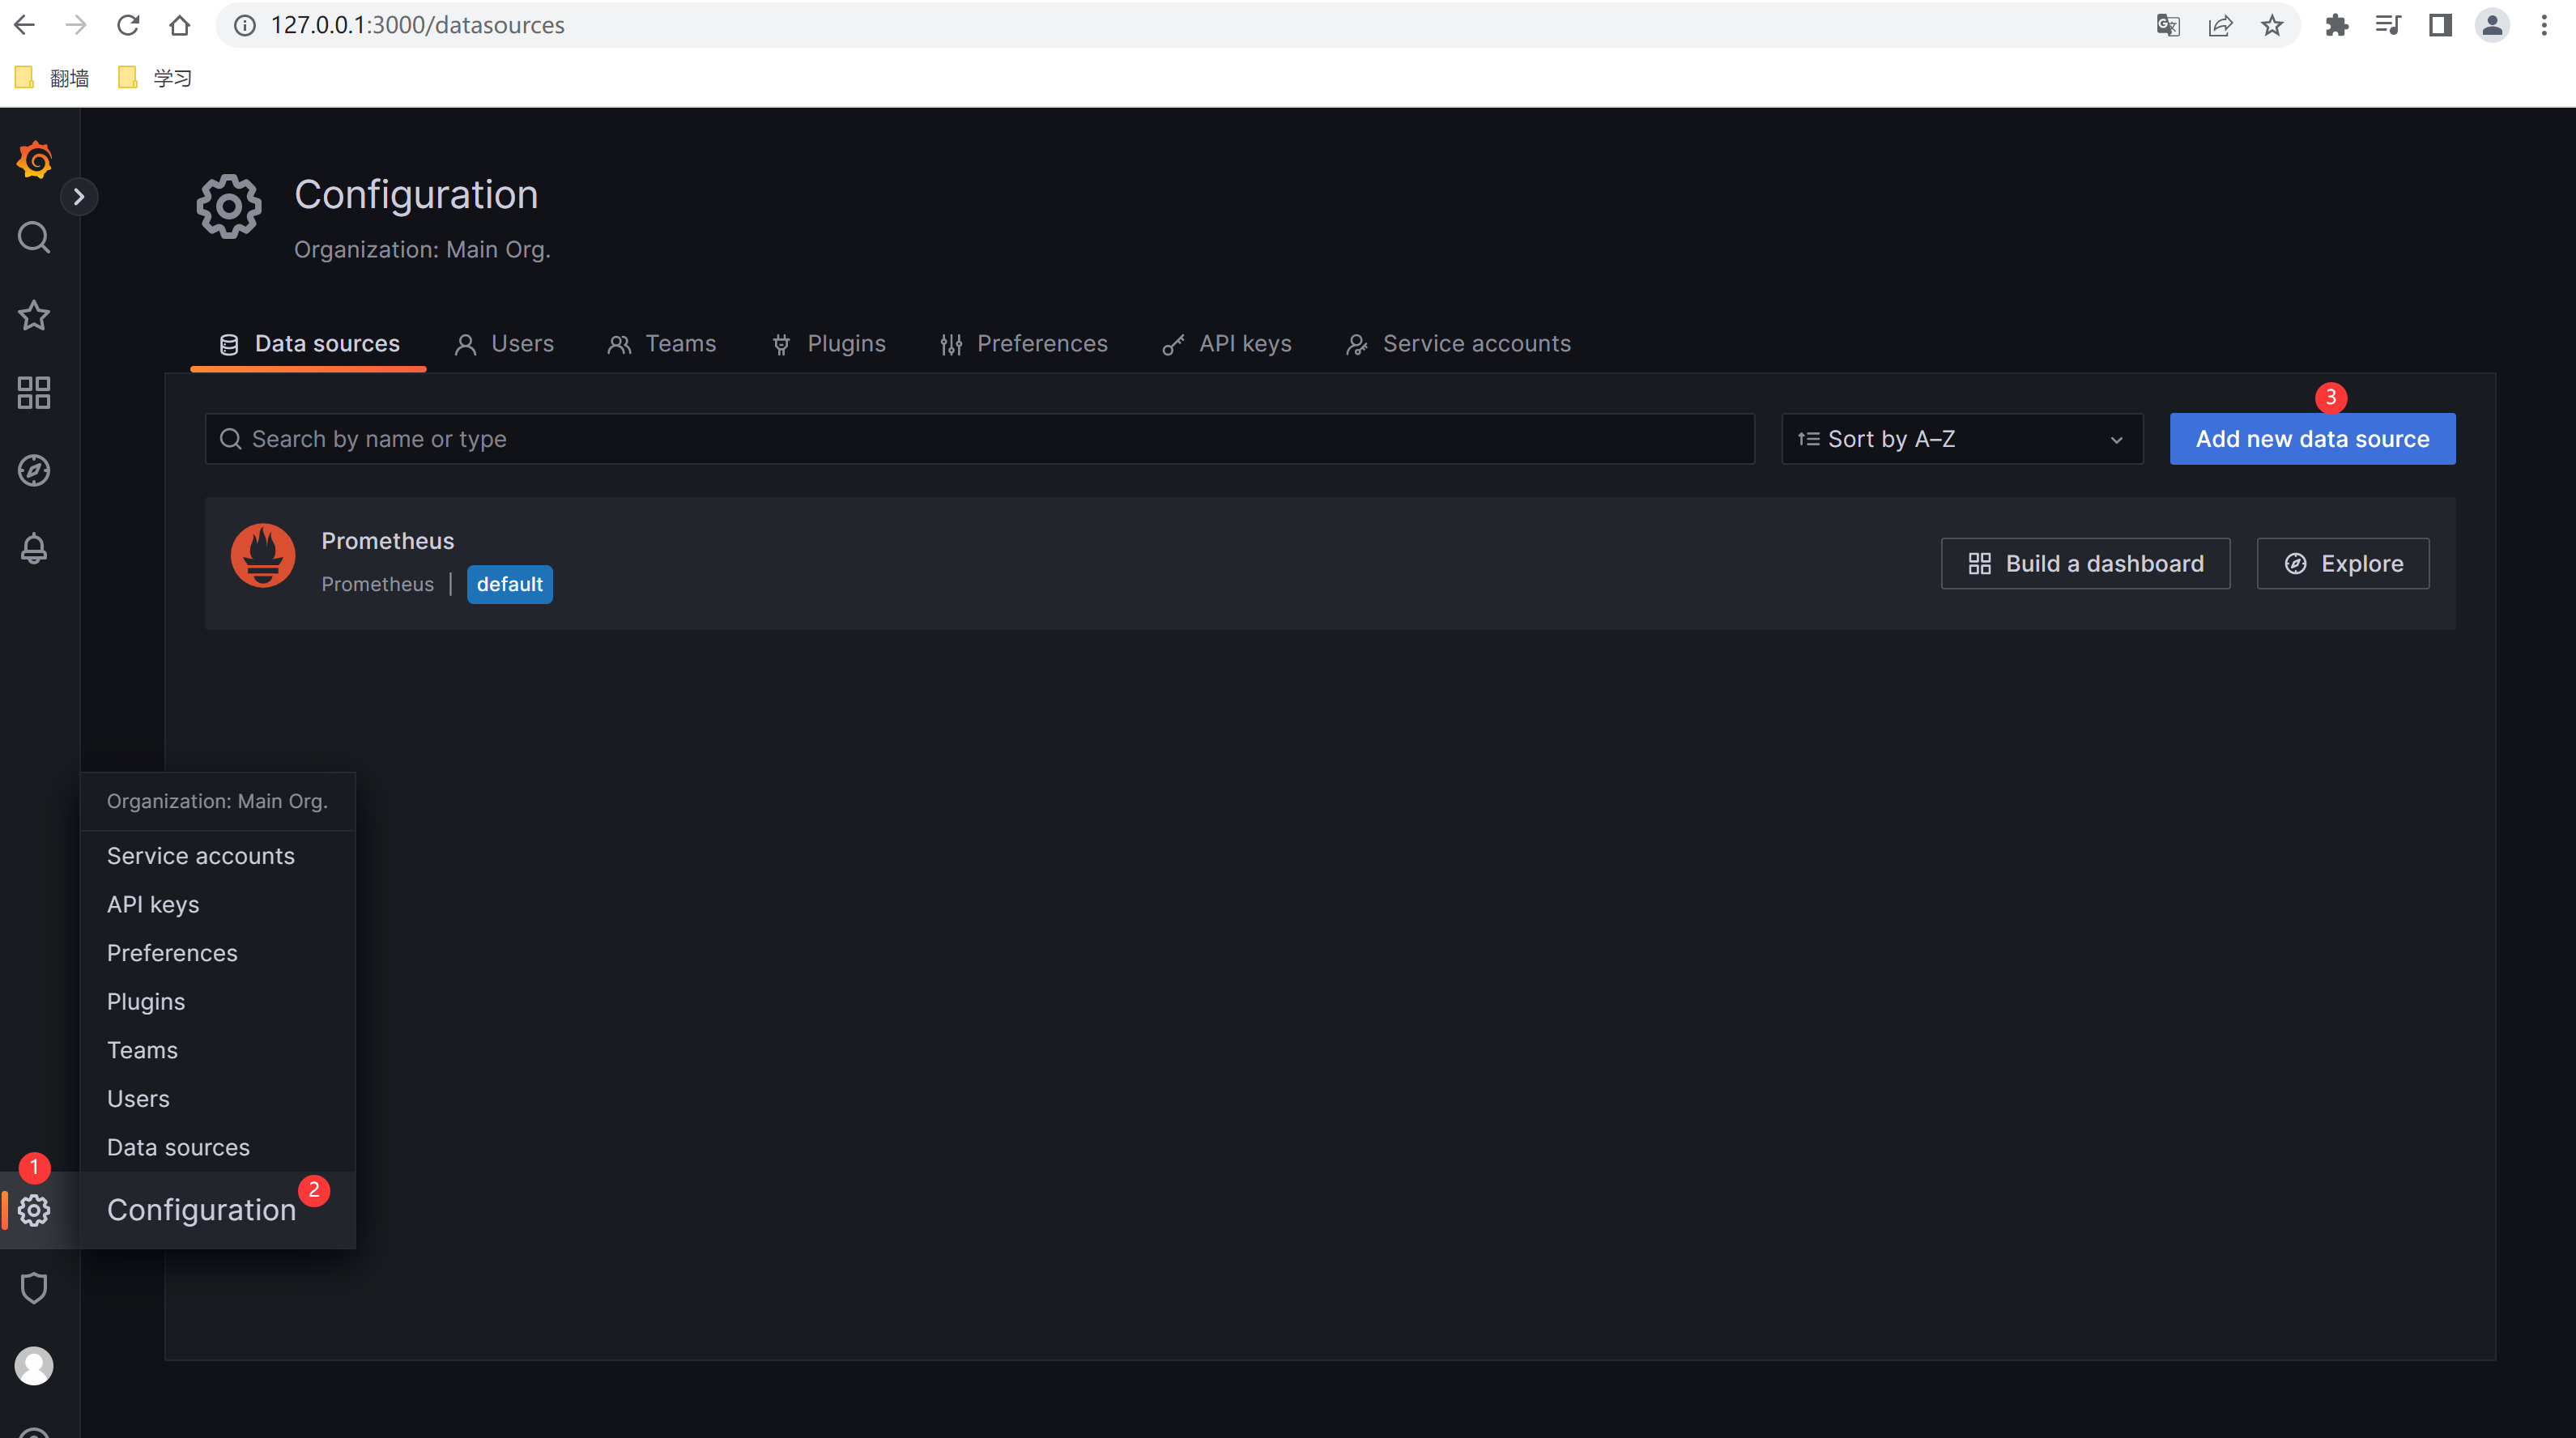 127.0.0.1:3000/datasources
翻墙 学习
Configuration
Organization: Main Org.
Data sources Users Teams Plugins Preferences API keys Service accounts
3
Search by name or type Sort by A–Z Add new data source
Prometheus
Prometheus | default
Build a dashboard Explore
Organization: Main Org.
Service accounts
API keys
Preferences
Plugins
Teams
Users
Data sources
1
2
Configuration